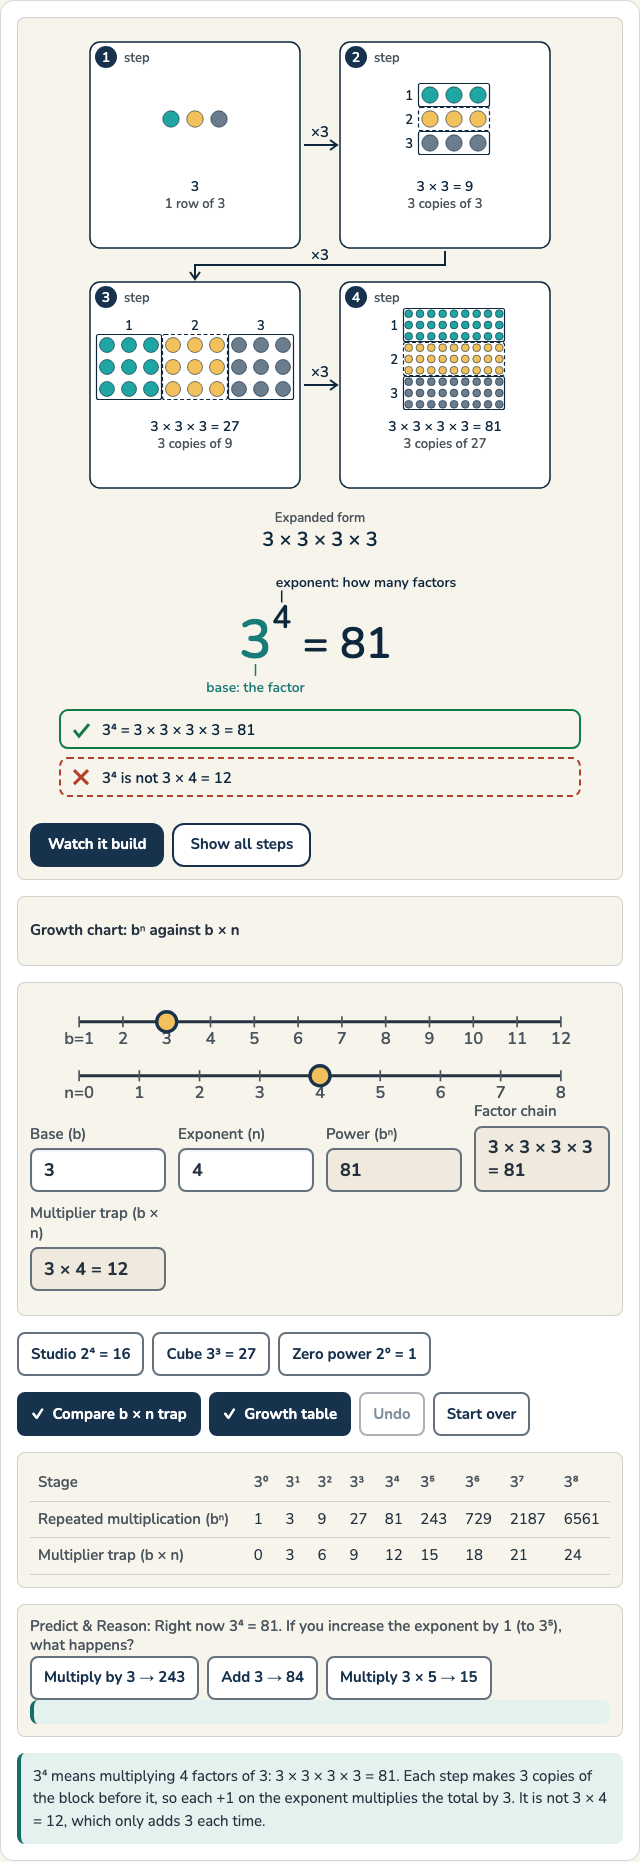 1 step
3
1 row of 3
×3
2 step
1
2
3
3 × 3 = 9
3 copies of 3
×3
3 step
1 2 3
3 × 3 × 3 = 27
3 copies of 9
×3
4 step
1
2
3
3 × 3 × 3 × 3 = 81
3 copies of 27
Expanded form
3 × 3 × 3 × 3
exponent: how many factors
3⁴ = 81
base: the factor
3⁴ = 3 × 3 × 3 × 3 = 81
3⁴ is not 3 × 4 = 12
Watch it build Show all steps
Growth chart: bⁿ against b × n
b=1 2 3 4 5 6 7 8 9 10 11 12
n=0 1 2 3 4 5 6 7 8
Base (b)
3
Exponent (n)
4
Power (bⁿ)
81
Factor chain
3 × 3 × 3 × 3
= 81
Multiplier trap (b ×
n)
3 × 4 = 12
Studio 2⁴ = 16 Cube 3³ = 27 Zero power 2⁰ = 1
✓ Compare b × n trap ✓ Growth table Undo Start over
Stage 3⁰ 3¹ 3² 3³ 3⁴ 3⁵ 3⁶ 3⁷ 3⁸
Repeated multiplication (bⁿ) 1 3 9 27 81 243 729 2187 6561
Multiplier trap (b × n) 0 3 6 9 12 15 18 21 24
Predict & Reason: Right now 3⁴ = 81. If you increase the exponent by 1 (to 3⁵),
what happens?
Multiply by 3 → 243 Add 3 → 84 Multiply 3 × 5 → 15
3⁴ means multiplying 4 factors of 3: 3 × 3 × 3 × 3 = 81. Each step makes 3 copies of
the block before it, so each +1 on the exponent multiplies the total by 3. It is not 3 × 4
= 12, which only adds 3 each time.